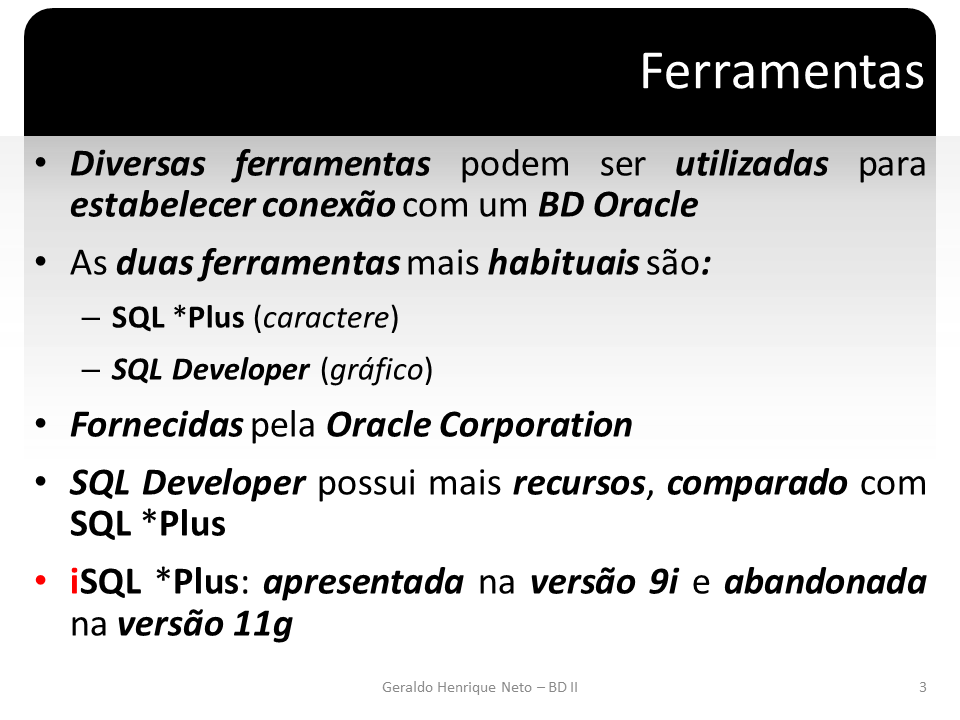 Ferramentas
• Diversas ferramentas podem ser utilizadas para
estabelecer conexão com um BD Oracle
• As duas ferramentas mais habituais são:
– SQL *Plus (caractere)
– SQL Developer (gráfico)
• Fornecidas pela Oracle Corporation
• SQL Developer possui mais recursos, comparado com
SQL *Plus
• iSQL *Plus: apresentada na versão 9i e abandonada
na versão 11g
Geraldo Henrique Neto – BD II
3